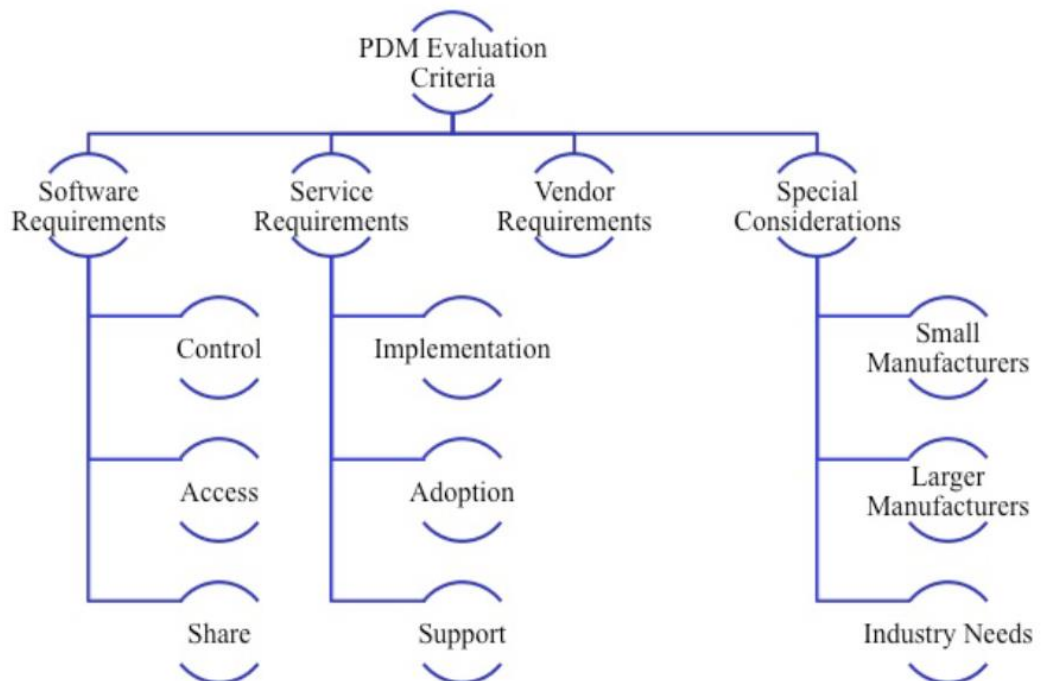 PDM Evaluation
Criteria
Software
Requirements
Service
Requirements
Vendor
Requirements
Special
Considerations
Control
Implementation
Small
Manufacturers
Access
Adoption
Larger
Manufacturers
Share
Support
Industry Needs